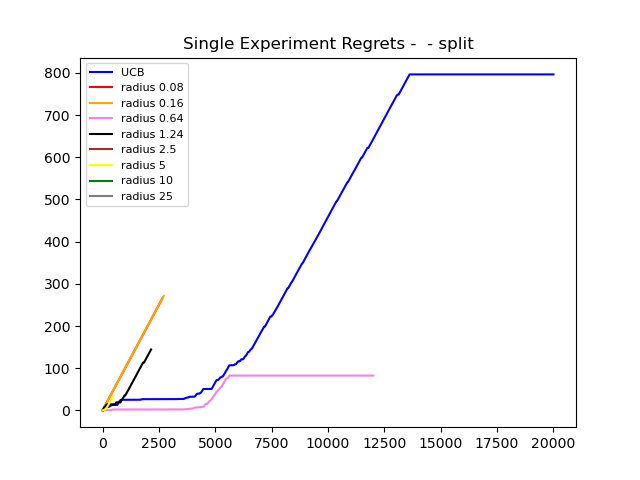 Single Experiment Regrets -  - split
800
700
600
500
400
300
200
100
0
UCB
radius 0.08
radius 0.16
radius 0.64
radius 1.24
radius 2.5
radius 5
radius 10
radius 25
0 2500 5000 7500 10000 12500 15000 17500 20000